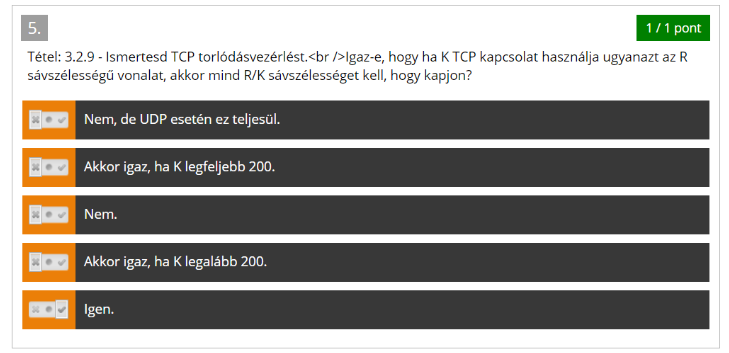 5.
1 / 1 pont
Tétel: 3.2.9 - Ismertesd TCP torlódásvezérlést.<br />Igaz-e, hogy ha K TCP kapcsolat használja ugyanazt az R
sávszélességű vonalat, akkor mind R/K sávszélességet kell, hogy kapjon?
Nem, de UDP esetén ez teljesül.
Akkor igaz, ha K legfeljebb 200.
Nem.
Akkor igaz, ha K legalább 200.
Igen.